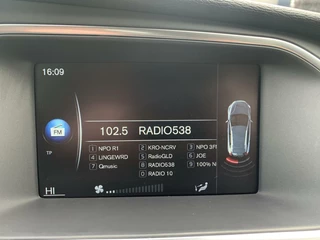 16:09
FM
102.5 RADIO538
TP
1 NPO R1 2 KRO-NCRV 3 NPO 3F
4 LINGEWRD 5 RadioGLD 6 JOE
7 Qmusic 8 RADIO538 9 100% N
0 RADIO 10
HI